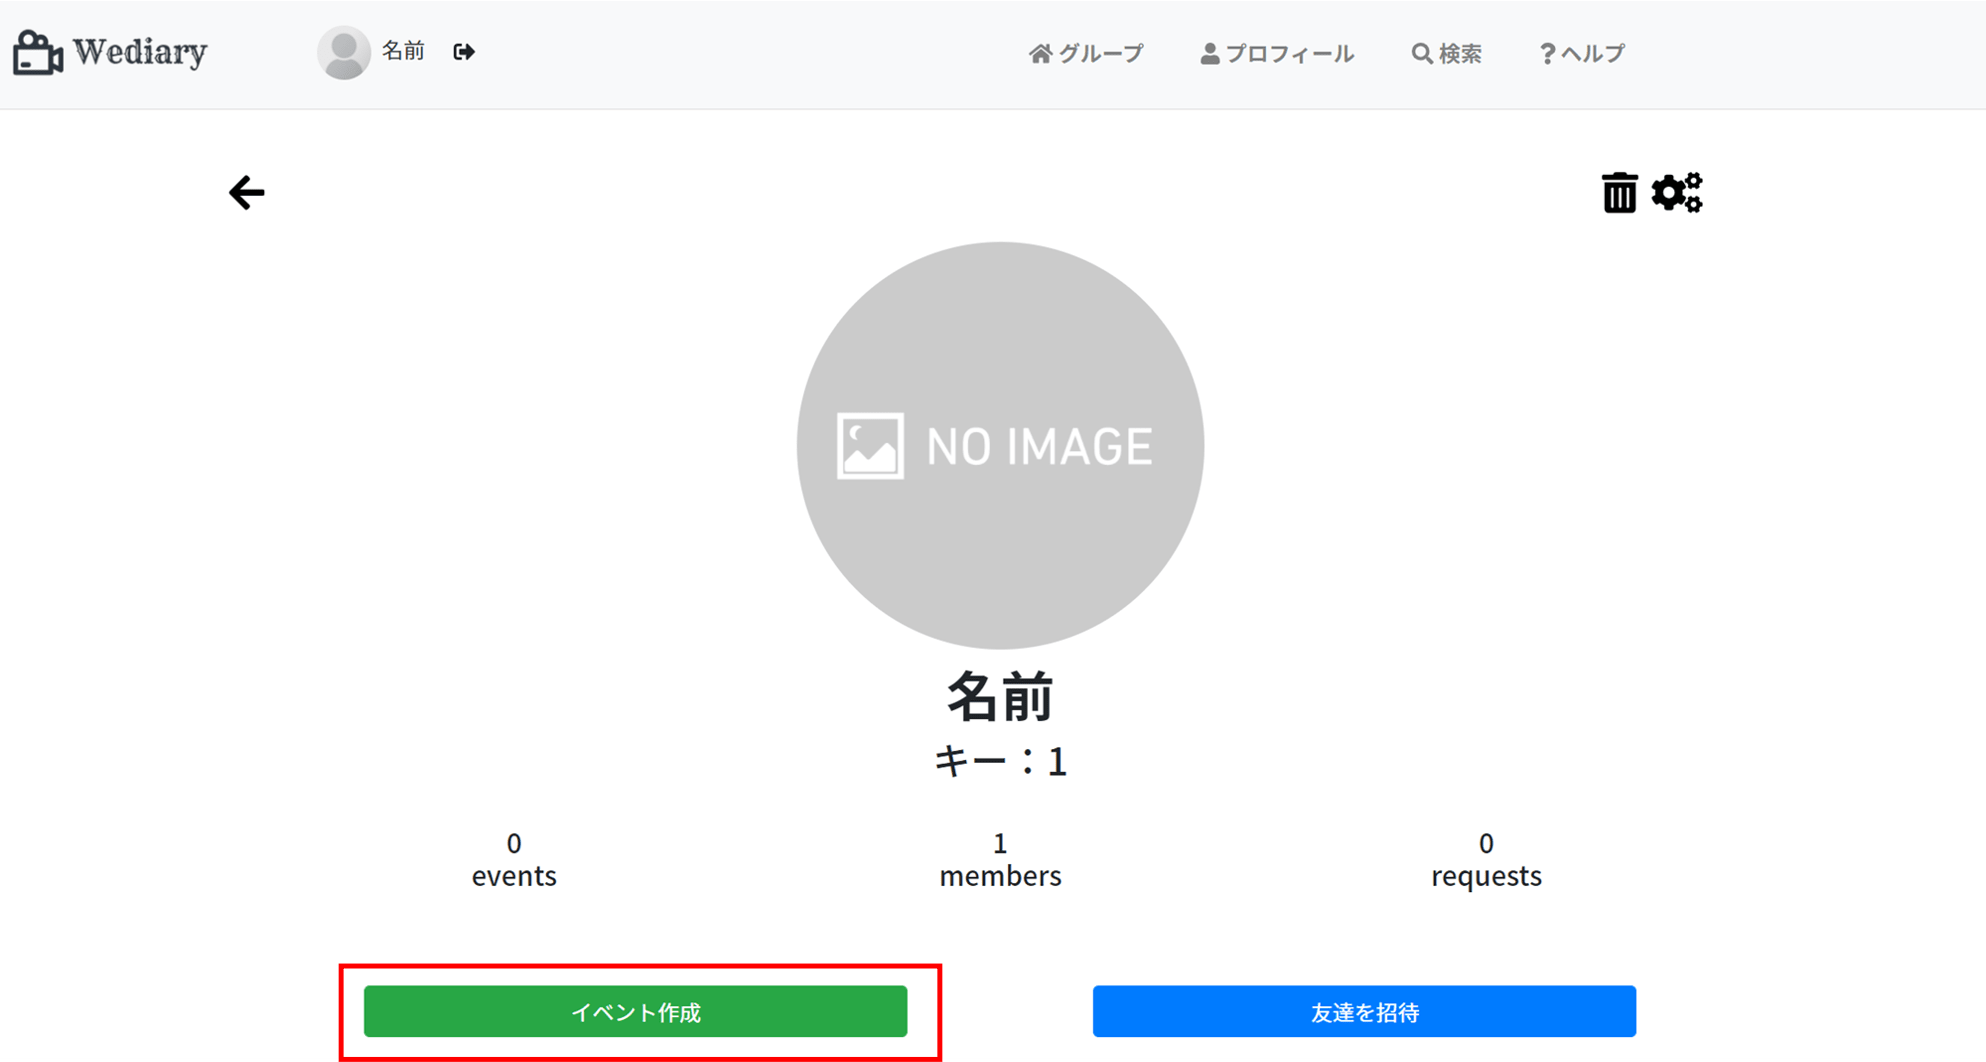 Wediary 名前 グループ プロフィール 検索 ?ヘルプ
NO IMAGE
名前
キー：1
0 1 0
events members requests
イベント作成 友達を招待